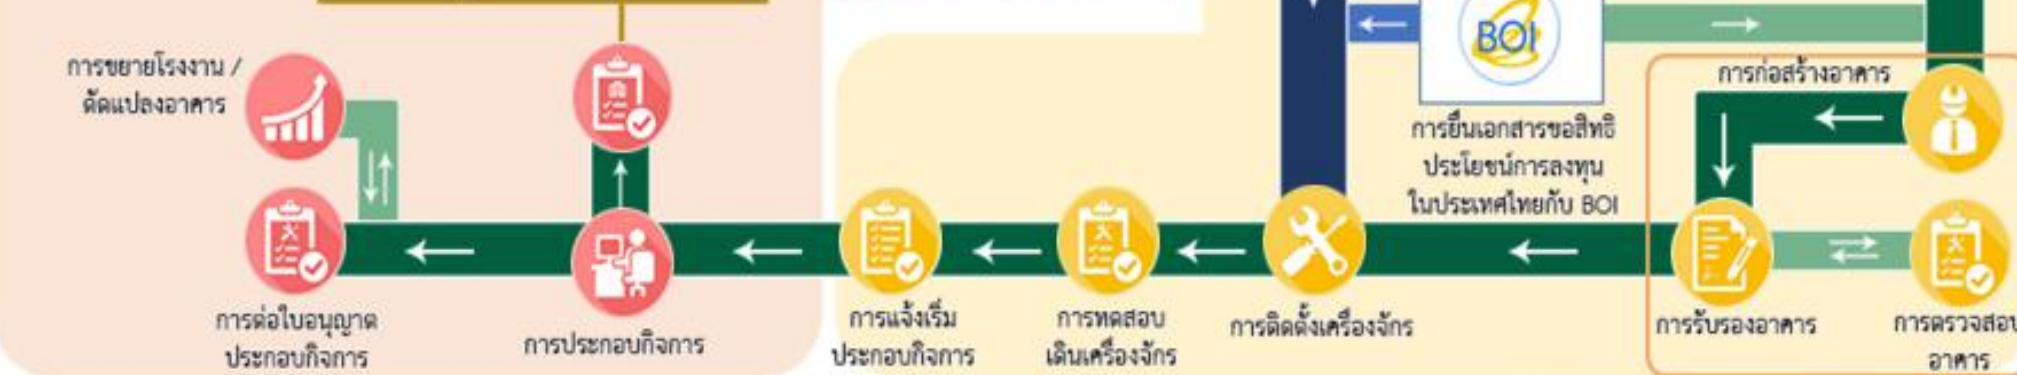 การขยายโรงงาน /
ดัดแปลงอาคาร
BOI
การก่อสร้างอาคาร
การยื่นเอกสารขอสิทธิ
ประโยชน์การลงทุน
ในประเทศไทยกับ BOI
การต่อใบอนุญาต
ประกอบกิจการ
การประกอบกิจการ
การแจ้งเริ่ม
ประกอบกิจการ
การทดสอบ
เดินเครื่องจักร
การติดตั้งเครื่องจักร
การรับรองอาคาร
การตรวจสอบ
อาคาร